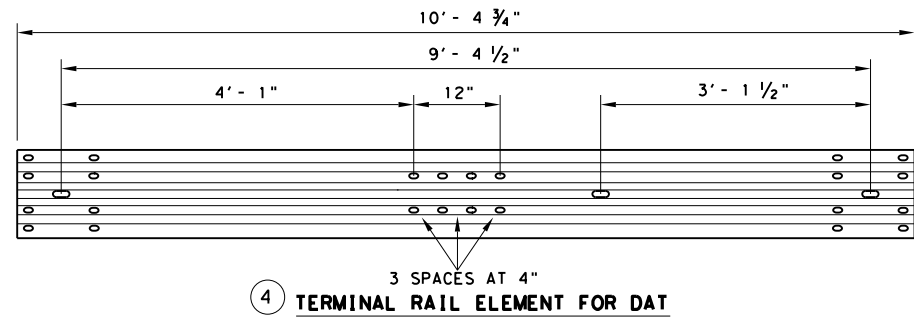 10'- 4 ¾"
9'- 4 ½"
4'- 1"
12"
3'- 1 ½"
3 SPACES AT 4"
4 TERMINAL RAIL ELEMENT FOR DAT